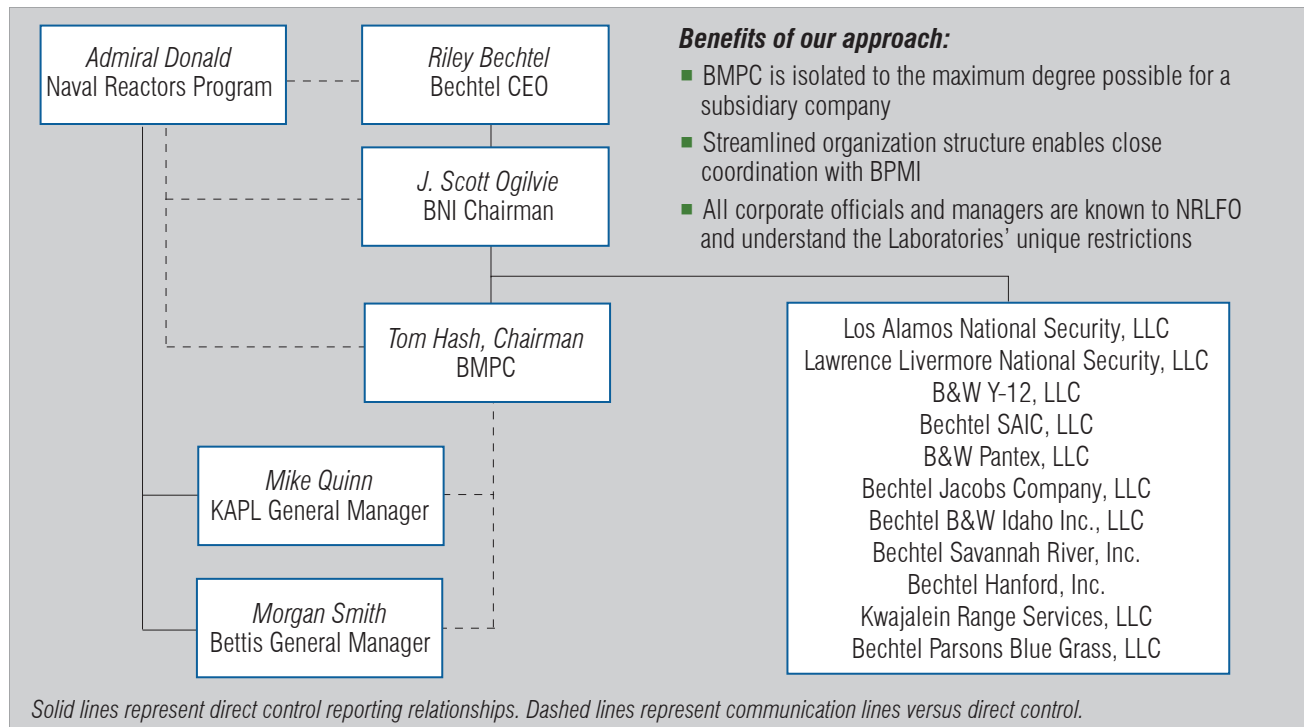 Admiral Donald
Naval Reactors Program
Riley Bechtel
Bechtel CEO
J. Scott Ogilvie
BNI Chairman
Tom Hash, Chairman
BMPC
Mike Quinn
KAPL General Manager
Morgan Smith
Bettis General Manager
Benefits of our approach:
■ BMPC is isolated to the maximum degree possible for a
subsidiary company
■ Streamlined organization structure enables close
coordination with BPMI
■ All corporate officials and managers are known to NRLFO
and understand the Laboratories’ unique restrictions
Los Alamos National Security, LLC
Lawrence Livermore National Security, LLC
B&W Y-12, LLC
Bechtel SAIC, LLC
B&W Pantex, LLC
Bechtel Jacobs Company, LLC
Bechtel B&W Idaho Inc., LLC
Bechtel Savannah River, Inc.
Bechtel Hanford, Inc.
Kwajalein Range Services, LLC
Bechtel Parsons Blue Grass, LLC
Solid lines represent direct control reporting relationships. Dashed lines represent communication lines versus direct control.